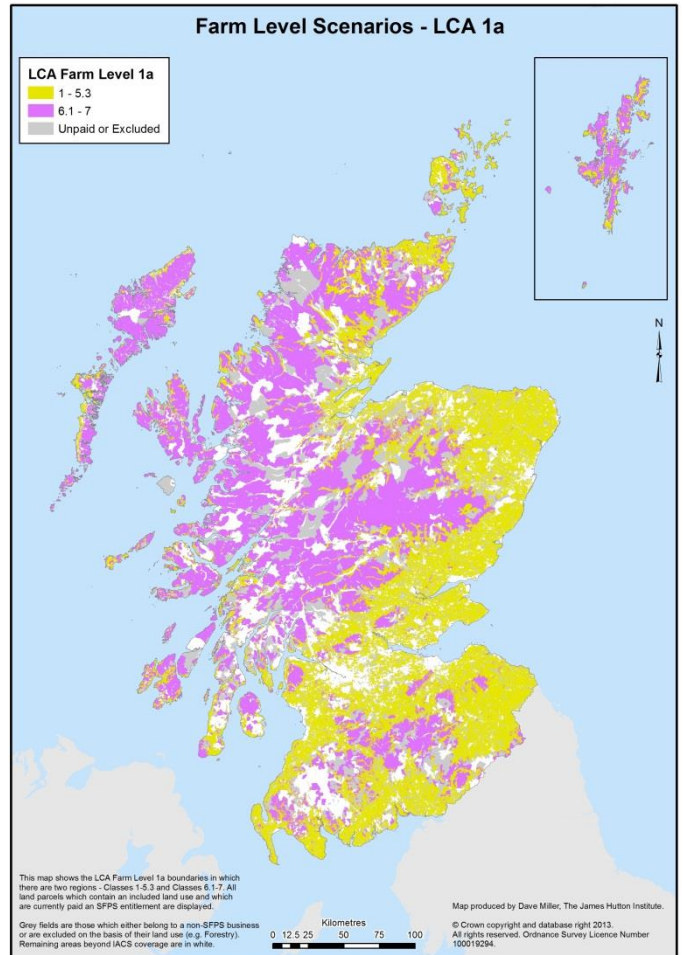 Farm Level Scenarios - LCA 1a
LCA Farm Level 1a
1 - 5.3
6.1 - 7
Unpaid or Excluded
N
This map shows the LCA Farm Level 1a boundaries in which
there are two regions - Classes 1-5.3 and Classes 6.1-7. All
land parcels which contain an included land use and which
are currently paid an SFPS entitlement are displayed.
Grey fields are those which either belong to a non-SFPS business
or are excluded on the basis of their land use (e.g. Forestry).
Remaining areas beyond IACS coverage are in white.
Kilometres
0 12.5 25 50 75 100
Map produced by Dave Miller, The James Hutton Institute.
© Crown copyright and database right 2013.
All rights reserved. Ordnance Survey Licence Number
100019294.